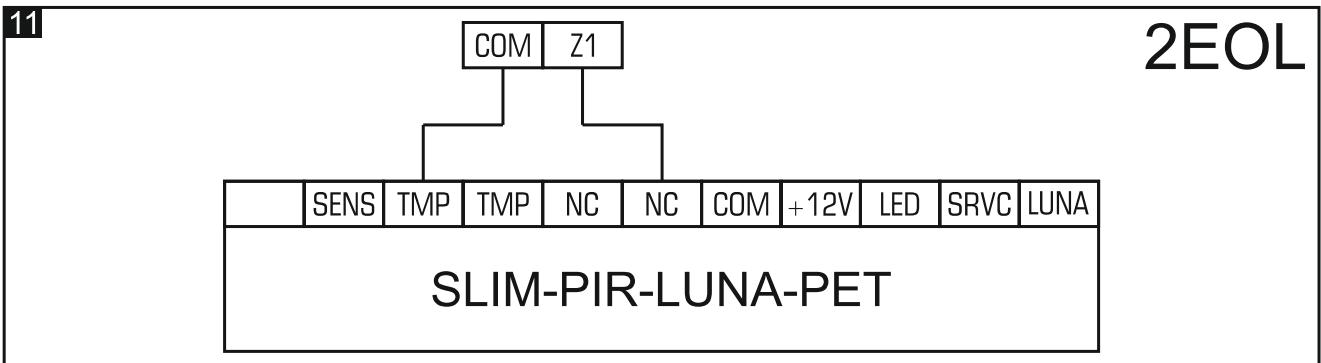 11
2EOL
COM Z1
SENS TMP TMP NC NC COM +12V LED SRVC LUNA
SLIM-PIR-LUNA-PET